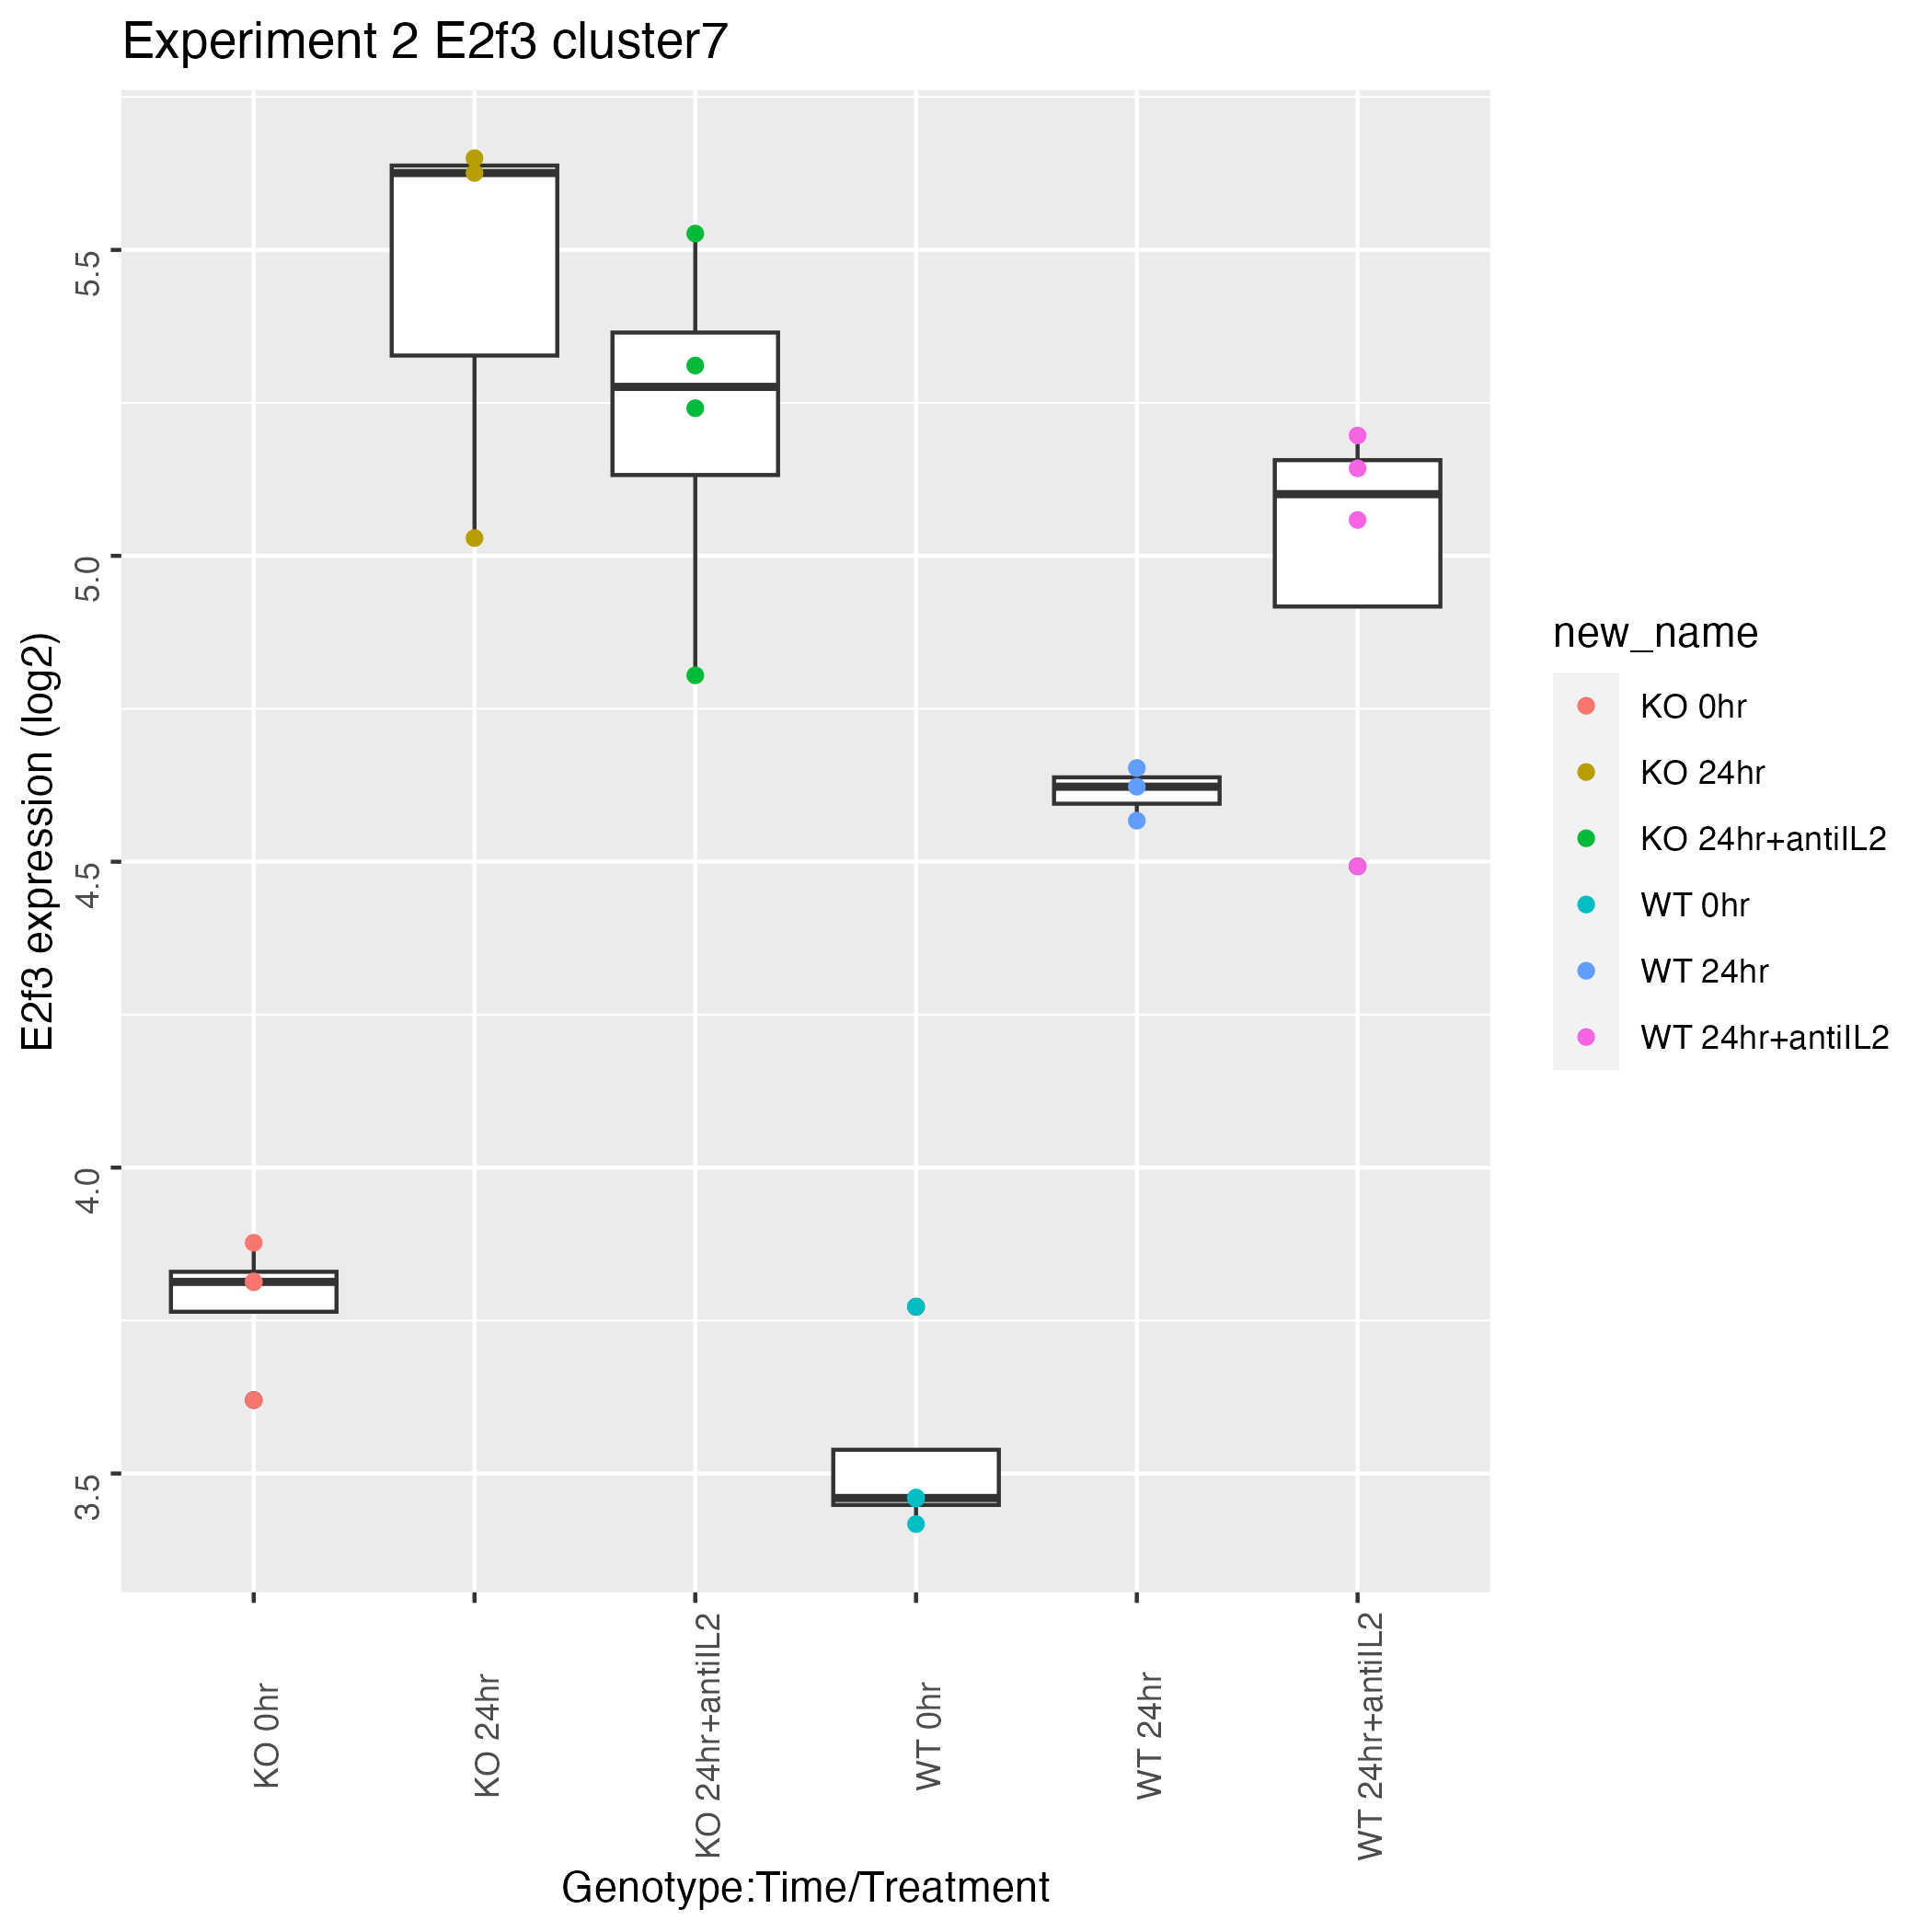 Experiment 2 E2f3 cluster7
E2f3 expression (log2)
5.5
5.0
4.5
4.0
3.5
KO 0hr
KO 24hr
KO 24hr+antiIL2
WT 0hr
WT 24hr
WT 24hr+antiIL2
Genotype:Time/Treatment
new_name
KO 0hr
KO 24hr
KO 24hr+antiIL2
WT 0hr
WT 24hr
WT 24hr+antiIL2